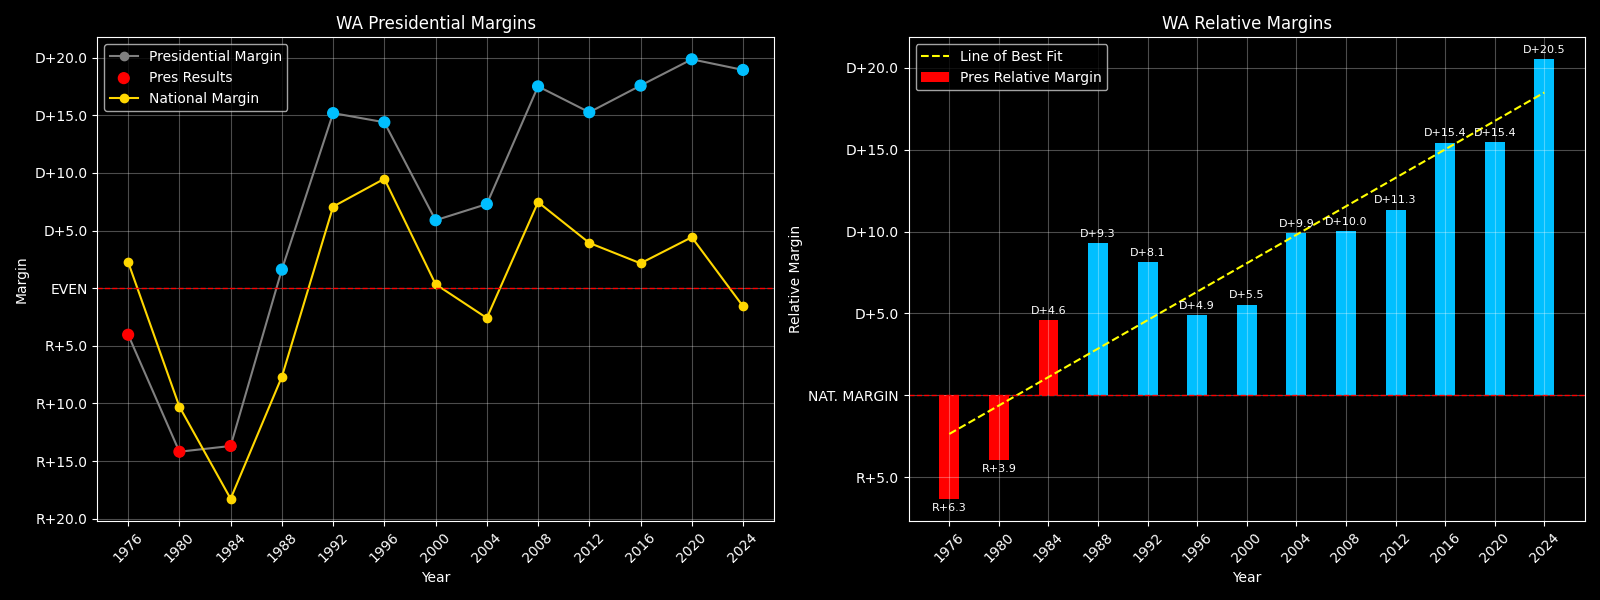 WA Presidential Margins
Presidential Margin
Pres Results
National Margin
D+20.0
D+15.0
D+10.0
D+5.0
EVEN
R+5.0
R+10.0
R+15.0
R+20.0
Margin
1976
1980
1984
1988
1992
1996
2000
2004
2008
2012
2016
2020
2024
Year
WA Relative Margins
Line of Best Fit
Pres Relative Margin
D+20.0
D+15.0
D+10.0
D+5.0
NAT. MARGIN
R+5.0
Relative Margin
R+6.3
R+3.9
D+4.6
D+9.3
D+8.1
D+4.9
D+5.5
D+9.9
D+10.0
D+11.3
D+15.4
D+15.4
D+20.5
1976
1980
1984
1988
1992
1996
2000
2004
2008
2012
2016
2020
2024
Year